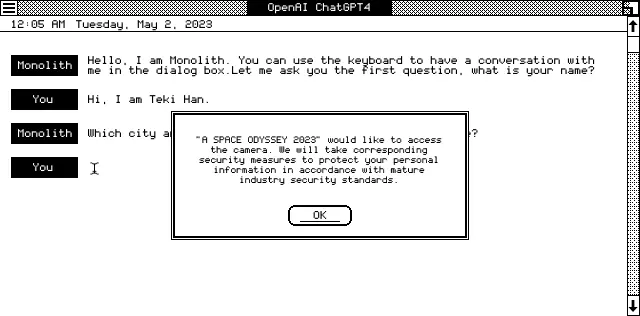 OpenAI ChatGPT4
12:05 AM Tuesday, May 2, 2023
Monolith
Hello, I am Monolith. You can use the keyboard to have a conversation with
me in the dialog box.Let me ask you the first question, what is your name?
You
Hi, I am Teki Han.
Monolith
Which city
You
"A SPACE ODYSSEY 2023" would like to access
the camera. We will take corresponding
security measures to protect your personal
information in accordance with mature
industry security standards.
OK